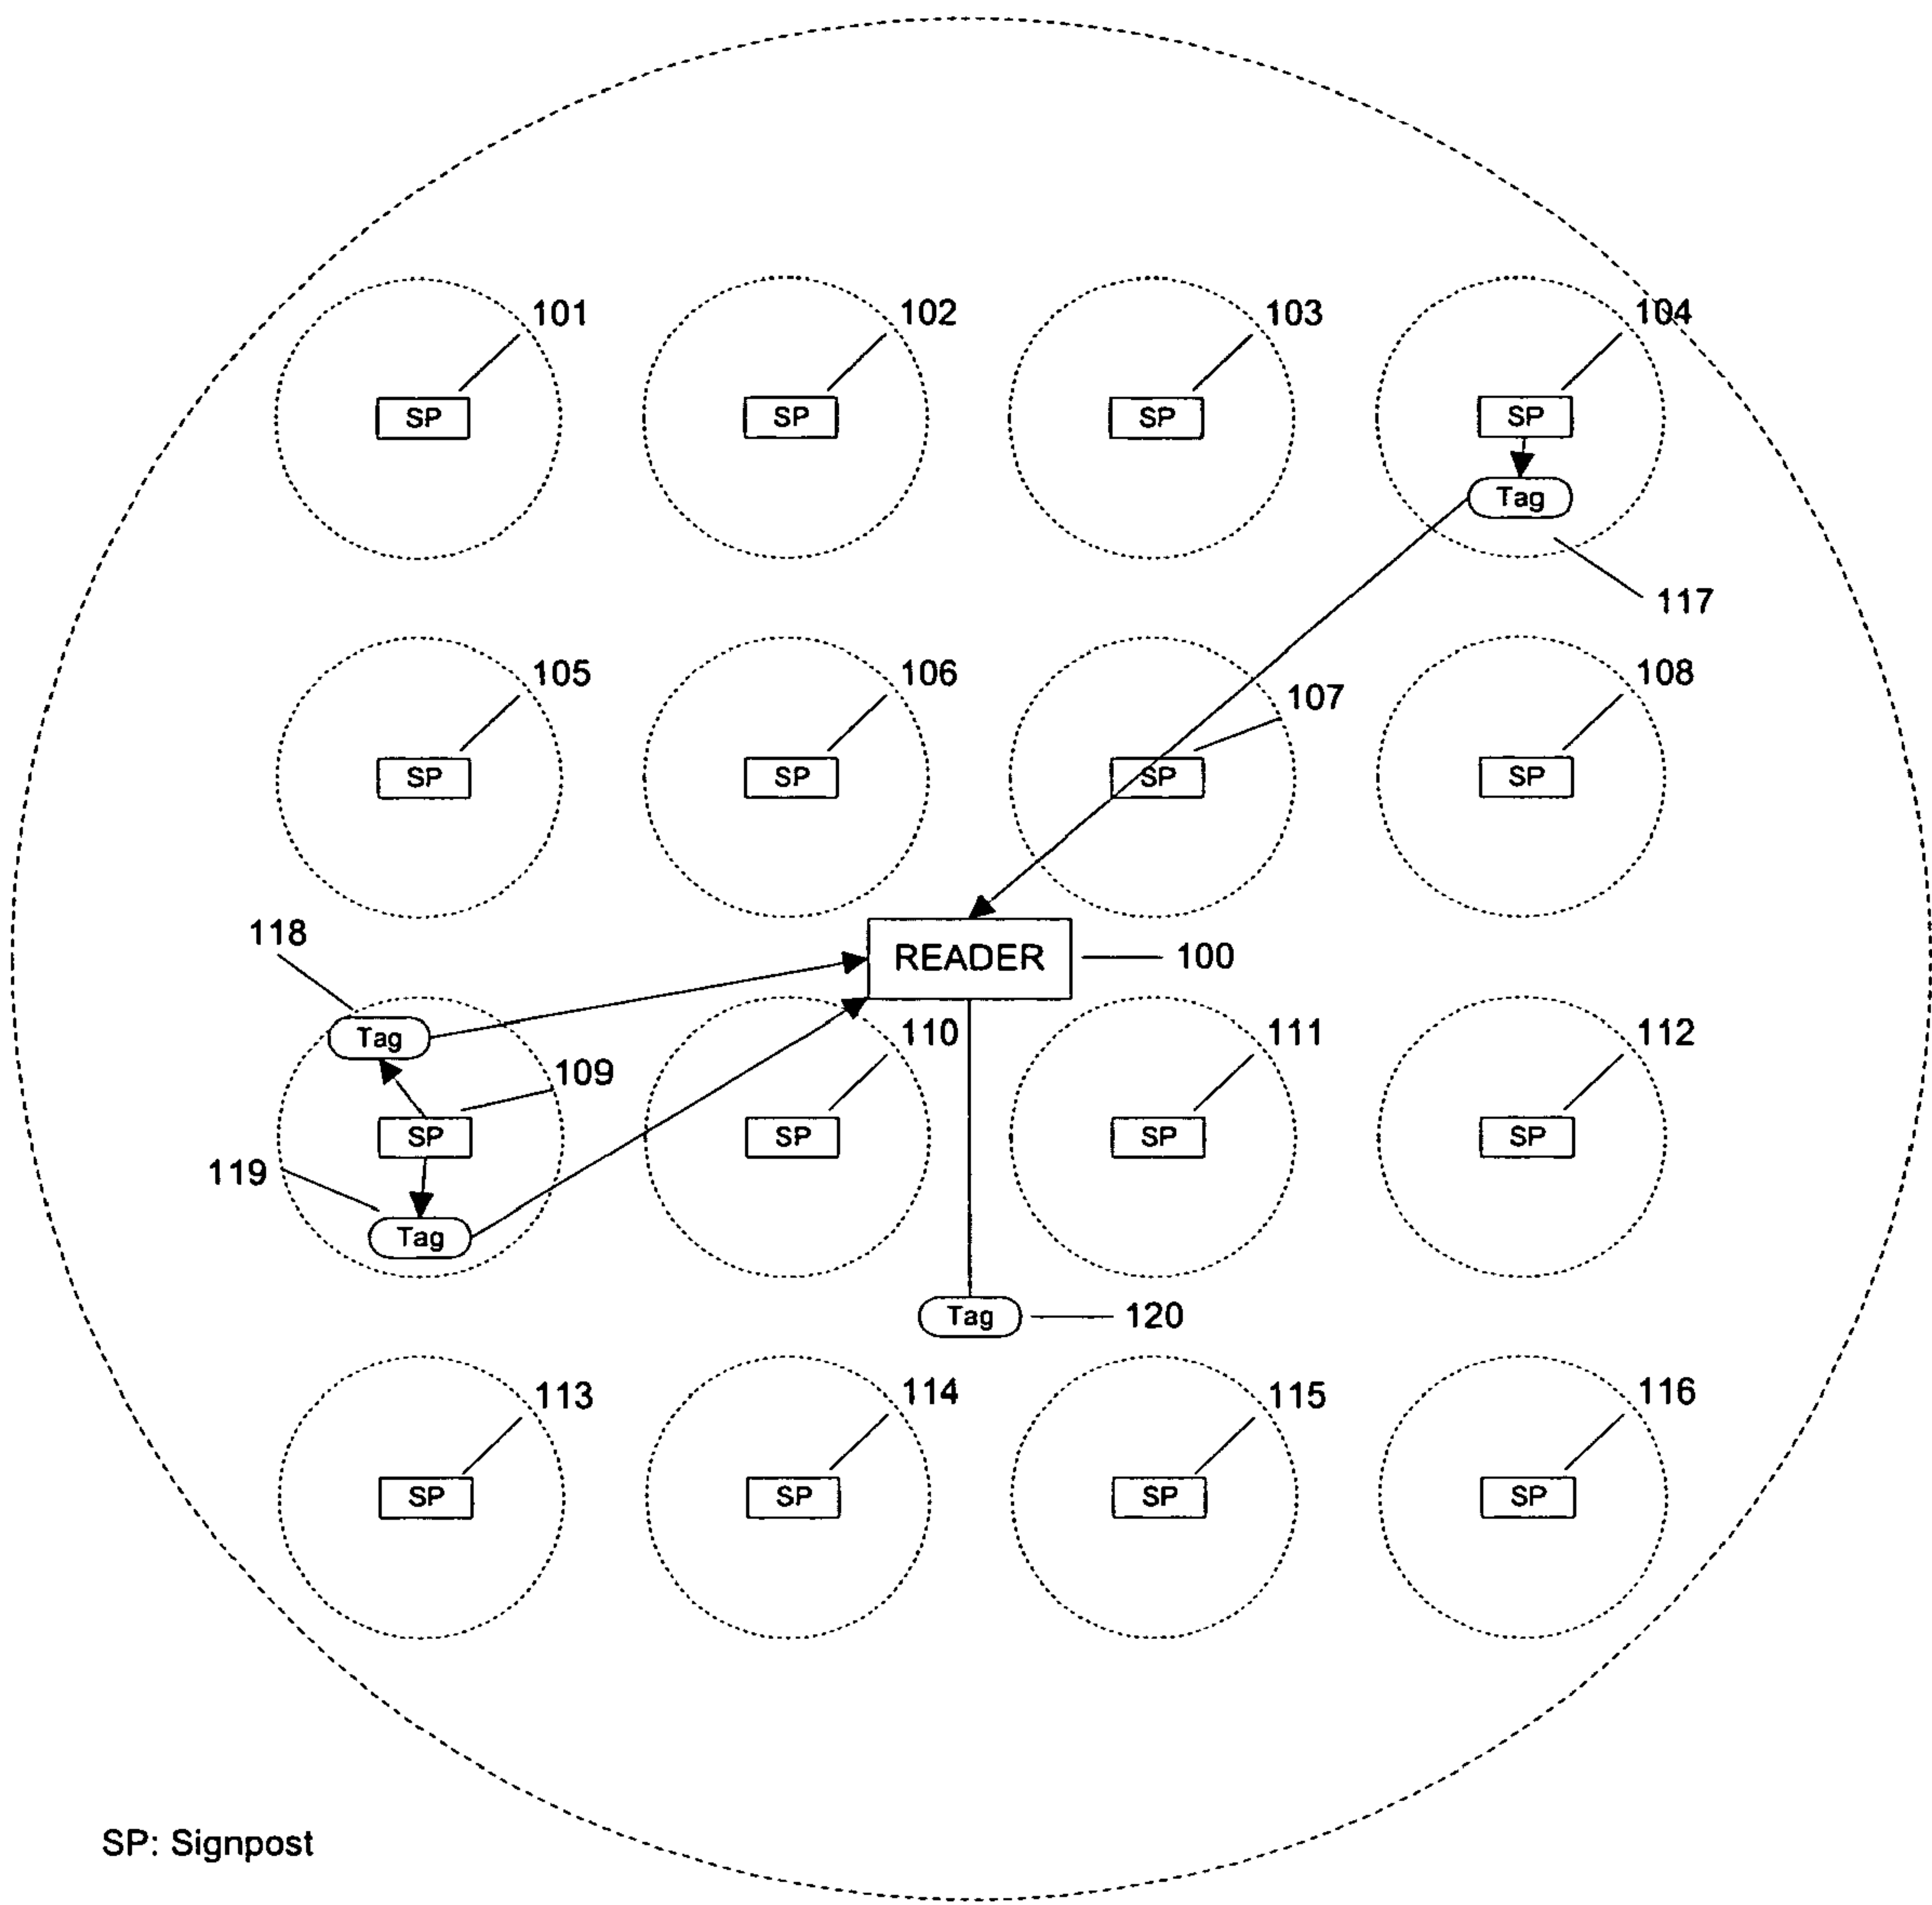 101 102 103 104
SP SP SP SP
Tag
117
105 106 107 108
SP SP SP SP
118
READER 100
Tag
110 111 112
109
SP SP SP SP
119
Tag
Tag 120
113 114 115 116
SP SP SP SP
SP: Signpost